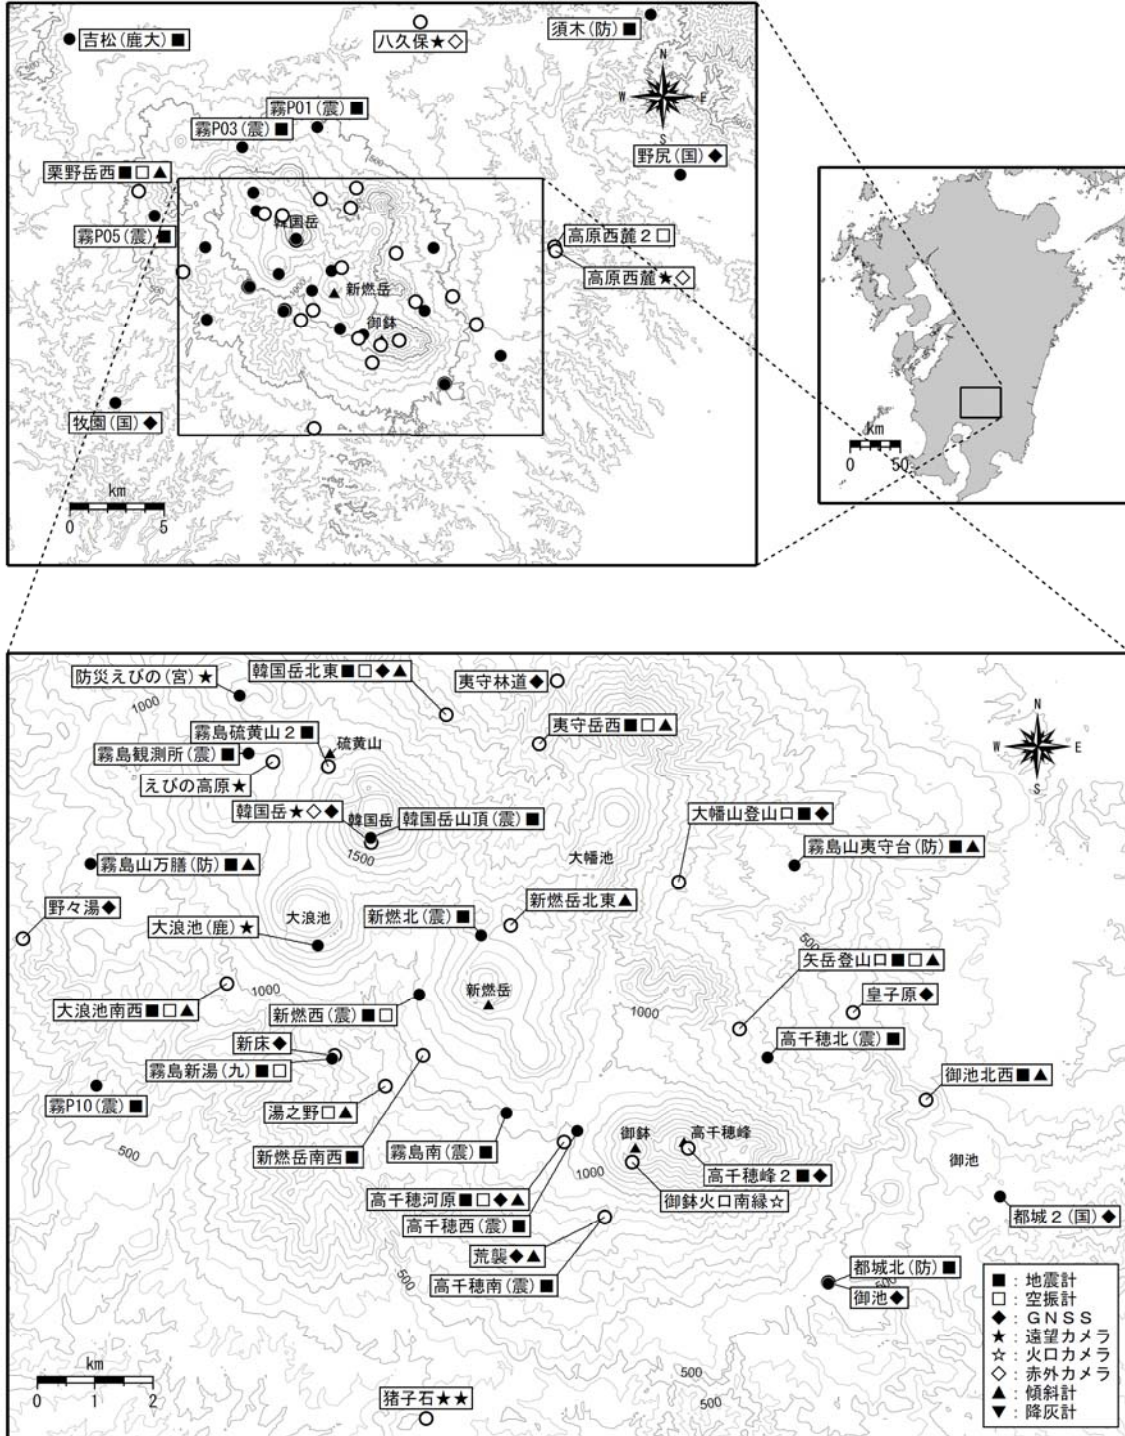 吉松(鹿大)■
八久保★◇
須木(防)■
N
W
E
S
霧P01(震)■
霧P03(震)■
野尻(国)◆
栗野岳西■□▲
霧P05(震)■
韓国岳
高原西麓2□
高原西麓★◇
新燃岳
御鉢
牧園(国)◆
km
0 5
km
0 50
防災えびの(宮)★
韓国岳北東■□◆▲
夷守林道◆
1000
霧島硫黄山2■
硫黄山
夷守岳西■□▲
霧島観測所(震)■
えびの高原★
N
W
E
S
韓国岳★◇◆
韓国岳
韓国岳山頂(震)■
大幡山登山口■◆
1500
大幡池
霧島山夷守台(防)■▲
霧島山万膳(防)■▲
野々湯◆
大浪池
新燃北(震)■
新燃岳北東▲
大浪池(鹿)★
500
矢岳登山口■□▲
新燃岳
皇子原◆
大浪池南西■□▲
1000
新燃西(震)■□
1000
新床◆
高千穂北(震)■
霧島新湯(九)■□
御池北西■▲
霧P10(震)■
湯之野□▲
500
新燃岳南西■
霧島南(震)■
御鉢
高千穂峰
御池
1000
高千穂峰2■◆
高千穂河原■□◆▲
御鉢火口南縁☆
高千穂西(震)■
都城2(国)◆
荒襲◆▲
500
高千穂南(震)■
都城北(防)■
500
御池◆
■:地震計
□:空振計
◆:GNSS
★:遠望カメラ
☆:火口カメラ
◇:赤外カメラ
▲:傾斜計
▼:降灰計
km
0 1 2
500
500
猪子石★★